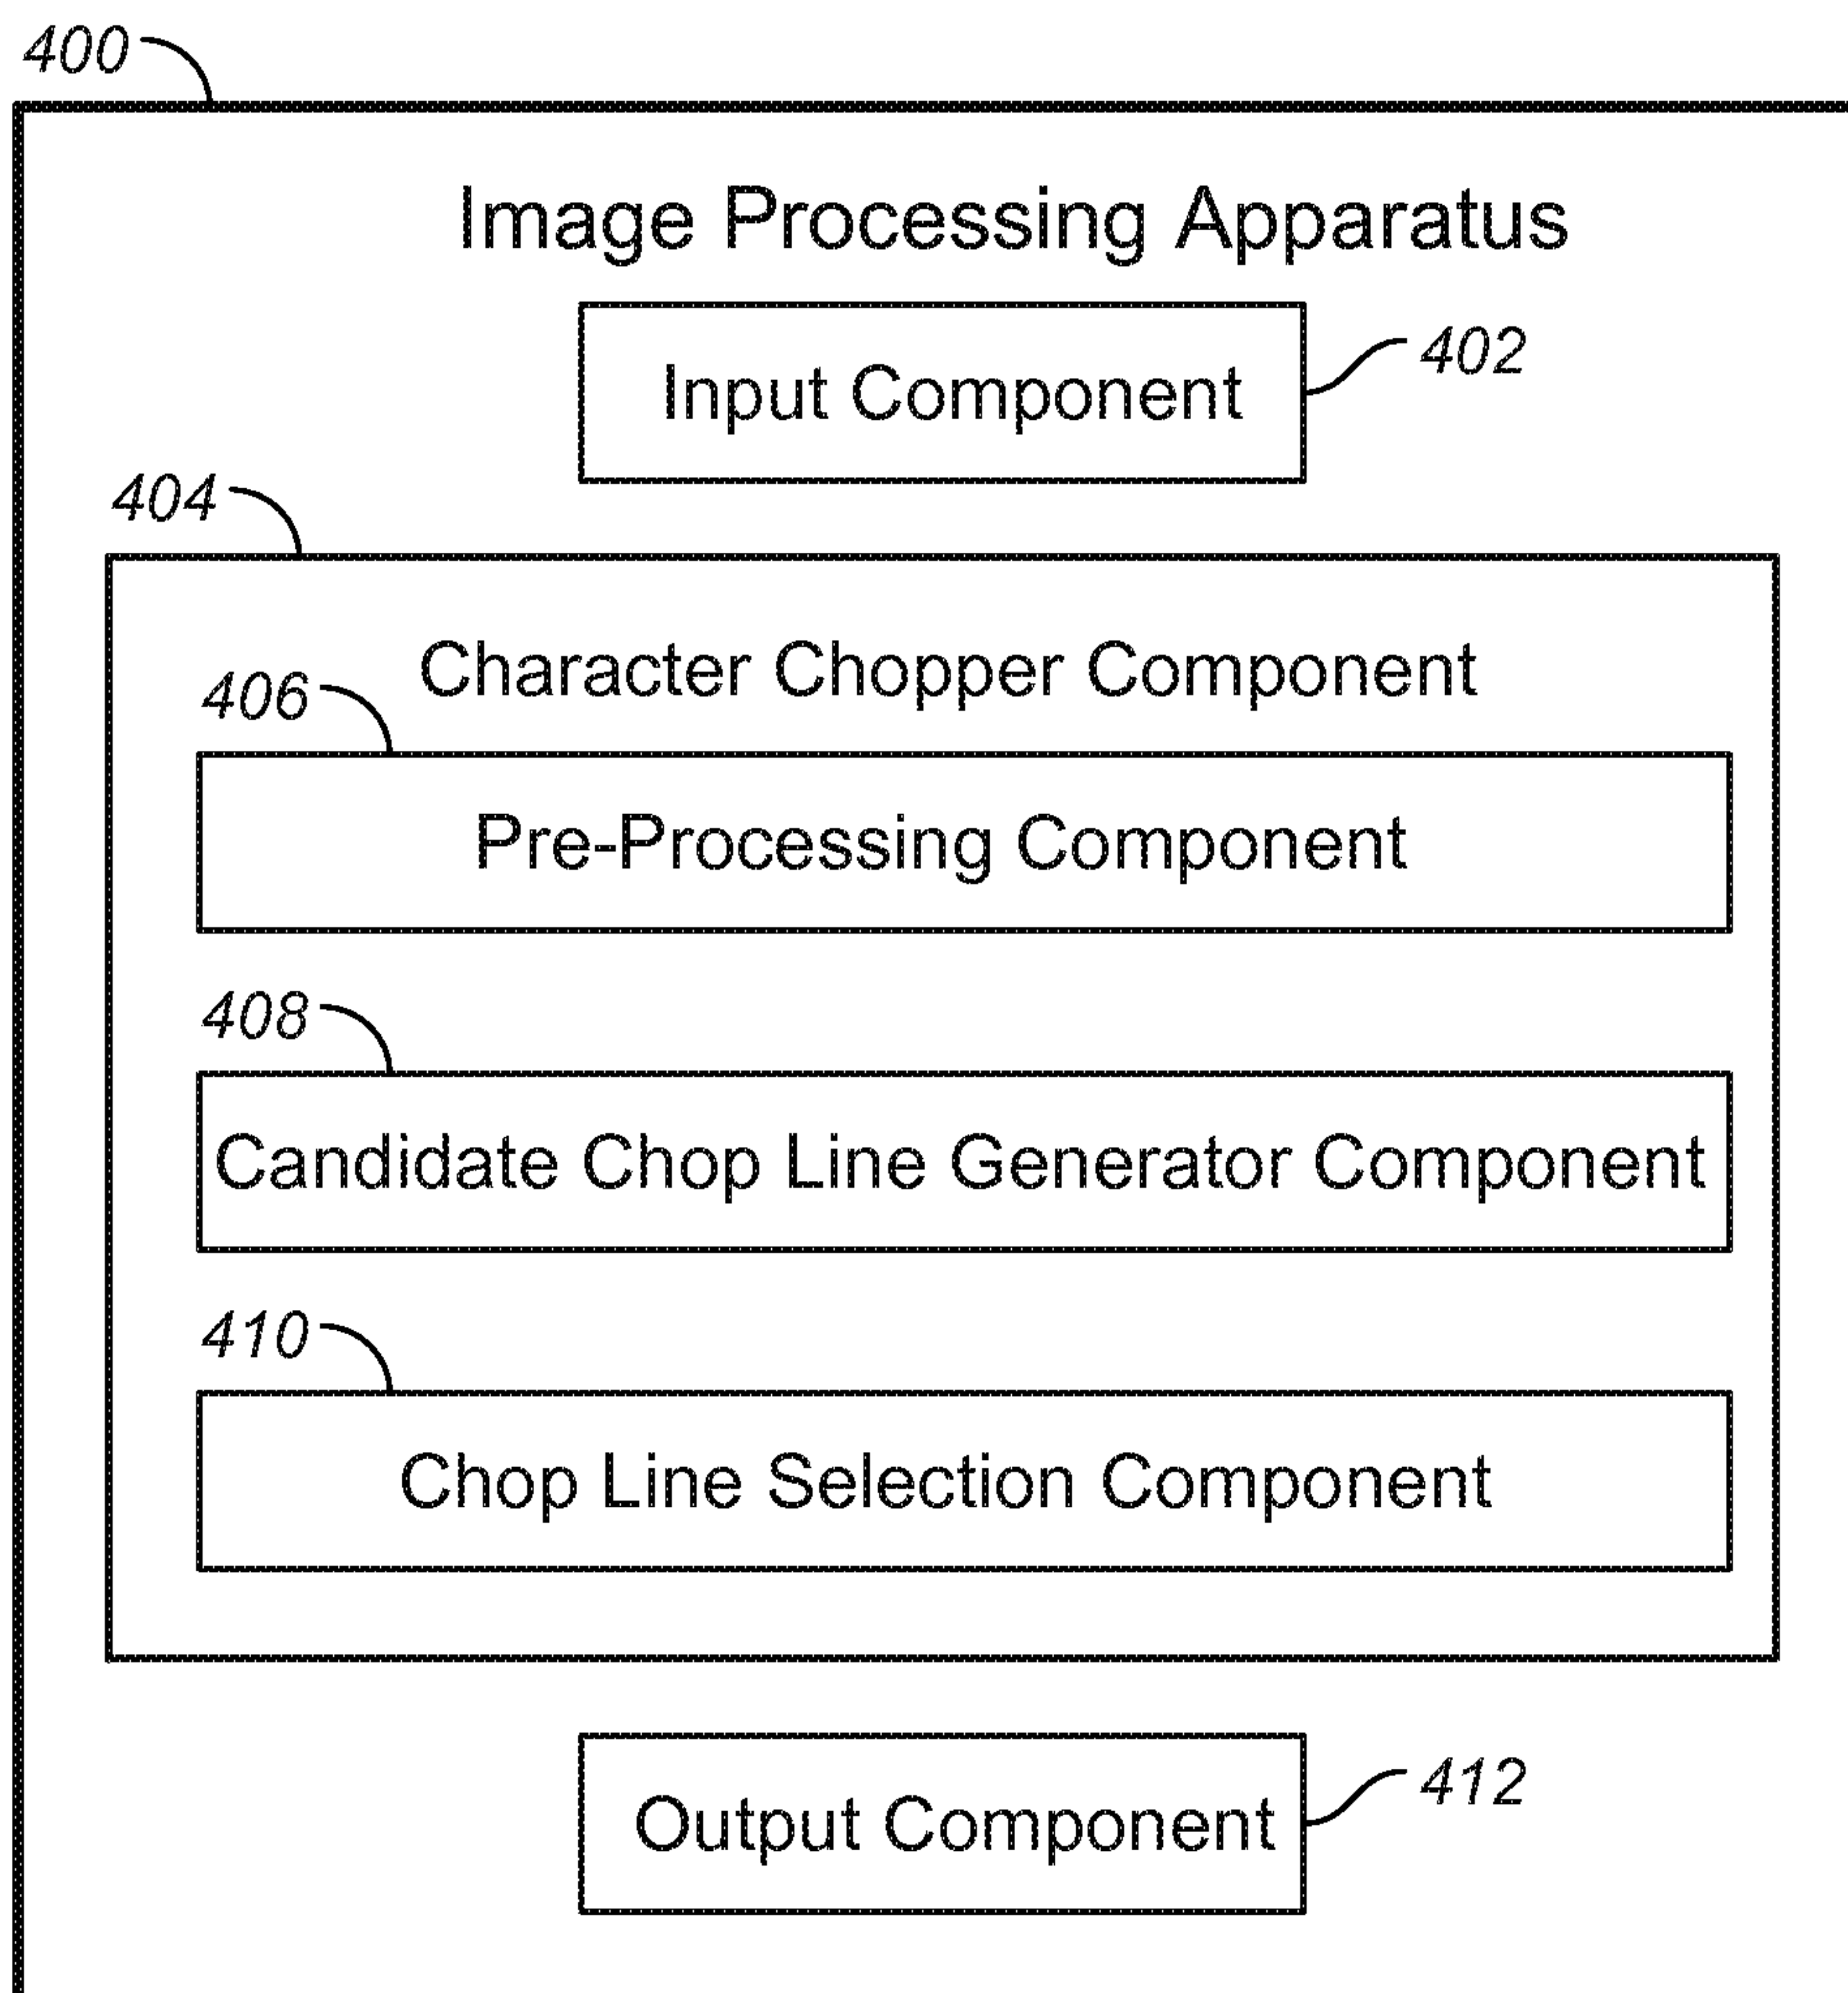 400
Image Processing Apparatus
Input Component
402
404
Character Chopper Component
406
Pre-Processing Component
408
Candidate Chop Line Generator Component
410
Chop Line Selection Component
Output Component
412